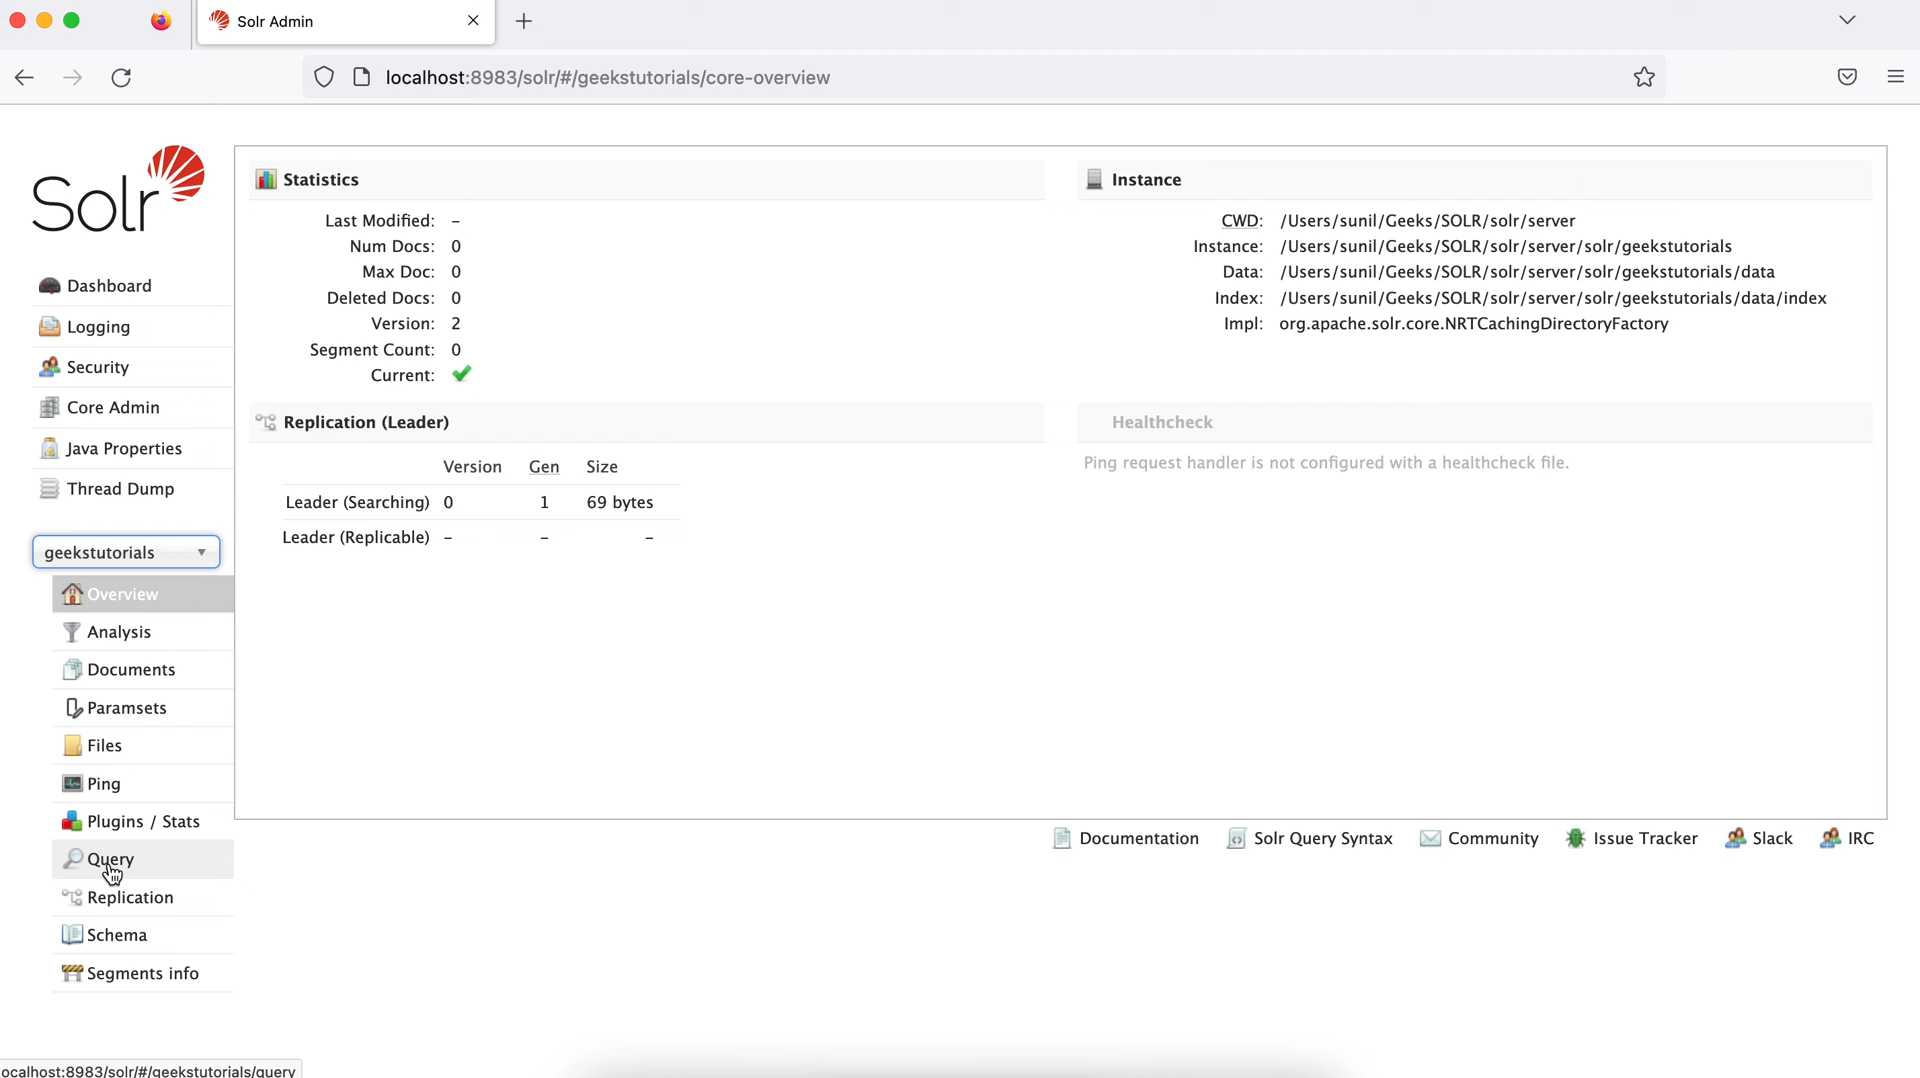 Solr Admin
localhost:8983/solr/#/geekstutorials/core-overview
Solr
Dashboard
Logging
Security
Core Admin
Java Properties
Thread Dump
geekstutorials
Overview
Analysis
Documents
Paramsets
Files
Ping
Plugins / Stats
Query
Replication
Schema
Segments info
Statistics
Last Modified: –
Num Docs: 0
Max Doc: 0
Deleted Docs: 0
Version: 2
Segment Count: 0
Current:
Instance
CWD: /Users/sunil/Geeks/SOLR/solr/server
Instance: /Users/sunil/Geeks/SOLR/solr/server/solr/geekstutorials
Data: /Users/sunil/Geeks/SOLR/solr/server/solr/geekstutorials/data
Index: /Users/sunil/Geeks/SOLR/solr/server/solr/geekstutorials/data/index
Impl: org.apache.solr.core.NRTCachingDirectoryFactory
Replication (Leader)
Version Gen Size
Leader (Searching) 0 1 69 bytes
Leader (Replicable) – – –
Healthcheck
Ping request handler is not configured with a healthcheck file.
Documentation Solr Query Syntax Community Issue Tracker Slack IRC
ocalhost:8983/solr/#/geekstutorials/query